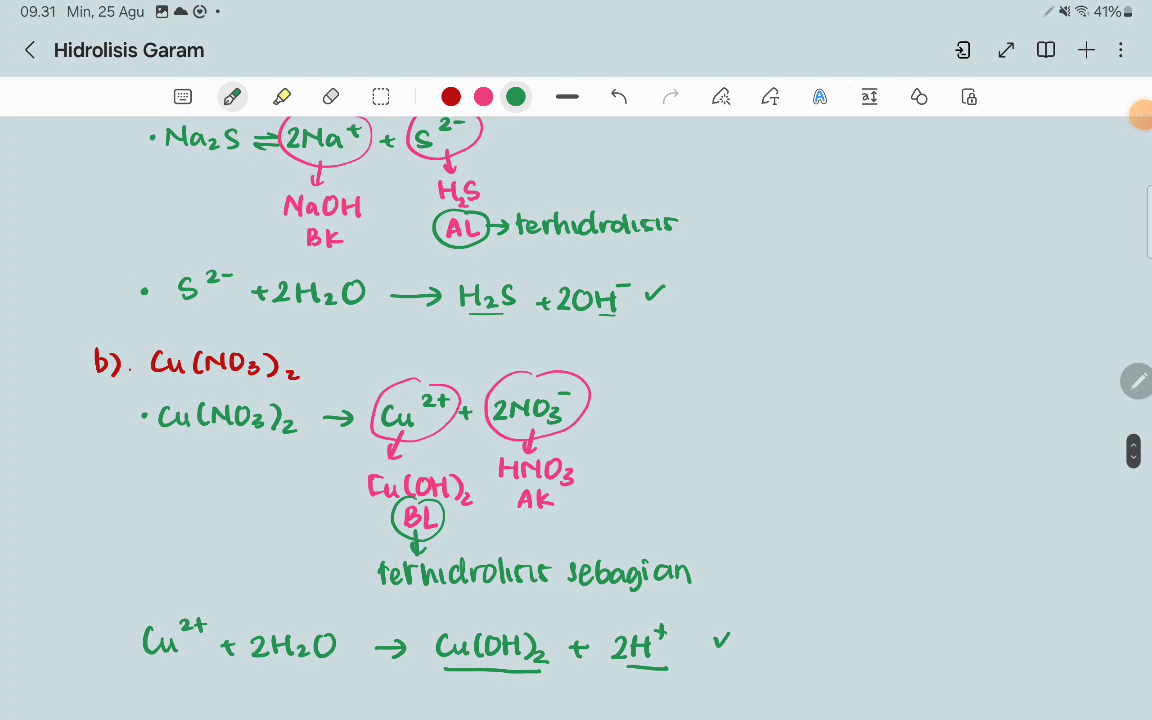 09.31 Min, 25 Agu 41%
Hidrolisis Garam
• Na₂S ⇌ 2Na⁺ + S²⁻
NaOH H₂S
BK AL → terhidrolisis
• S²⁻ + 2H₂O → H₂S + 2OH⁻ ✓
b). Cu(NO₃)₂
• Cu(NO₃)₂ → Cu²⁺ + 2NO₃⁻
Cu(OH)₂ HNO₃
BL AK
terhidrolisis sebagian
Cu²⁺ + 2H₂O → Cu(OH)₂ + 2H⁺ ✓